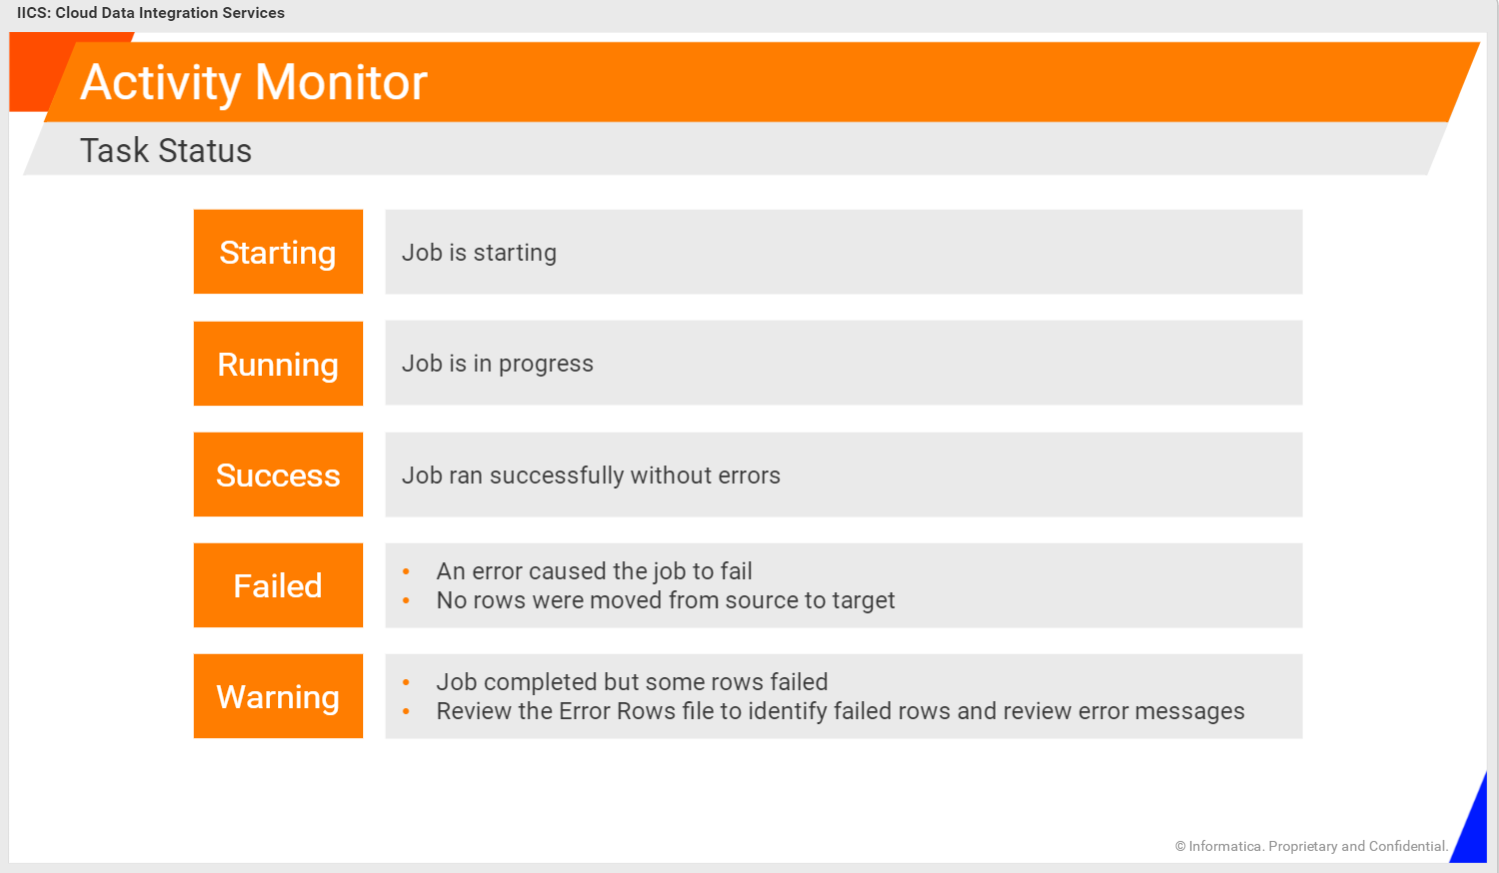 IICS: Cloud Data Integration Services
Activity Monitor
Task Status
Starting
Job is starting
Running
Job is in progress
Success
Job ran successfully without errors
Failed
• An error caused the job to fail
• No rows were moved from source to target
Warning
• Job completed but some rows failed
• Review the Error Rows file to identify failed rows and review error messages
© Informatica. Proprietary and Confidential.